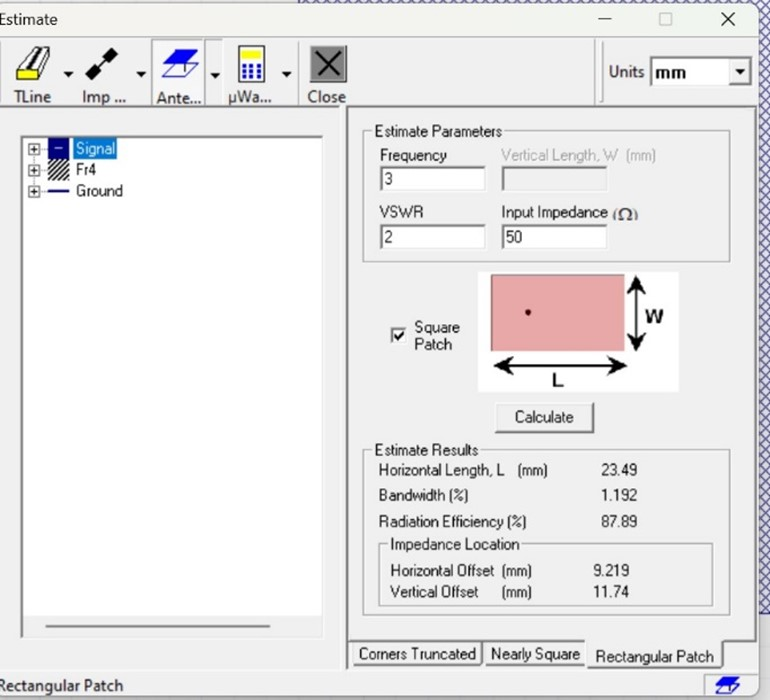 Estimate
TLine
Imp ...
Ante...
µWa...
Close
Units mm
Signal
Fr4
Ground
Estimate Parameters
Frequency
Vertical Length, W (mm)
3
VSWR
Input Impedance (Ω)
2
50
Square
Patch
W
L
Calculate
Estimate Results
Horizontal Length, L (mm) 23.49
Bandwidth (%) 1.192
Radiation Efficiency (%) 87.89
Impedance Location
Horizontal Offset (mm) 9.219
Vertical Offset (mm) 11.74
Corners Truncated
Nearly Square
Rectangular Patch
Rectangular Patch